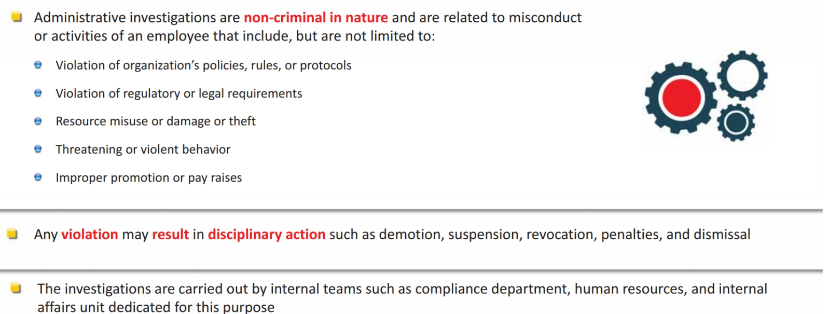 Administrative investigations are non-criminal in nature and are related to misconduct
or activities of an employee that include, but are not limited to:
Violation of organization's policies, rules, or protocols
Violation of regulatory or legal requirements
Resource misuse or damage or theft
Threatening or violent behavior
Improper promotion or pay raises
Any violation may result in disciplinary action such as demotion, suspension, revocation, penalties, and dismissal
The investigations are carried out by internal teams such as compliance department, human resources, and internal
affairs unit dedicated for this purpose